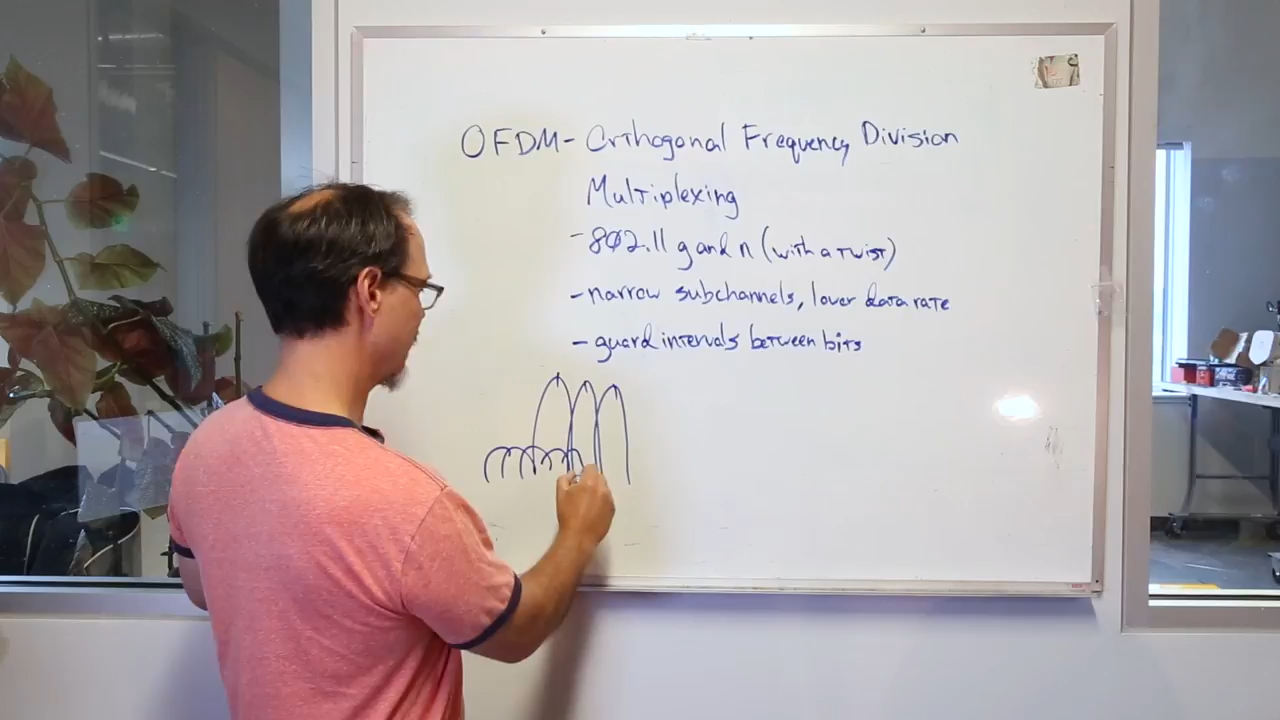 OFDM- Orthogonal Frequency Division
Multiplexing
- 802.11 g and n (with a twist)
- narrow subchannels, lower data rate
- guard intervals between bits